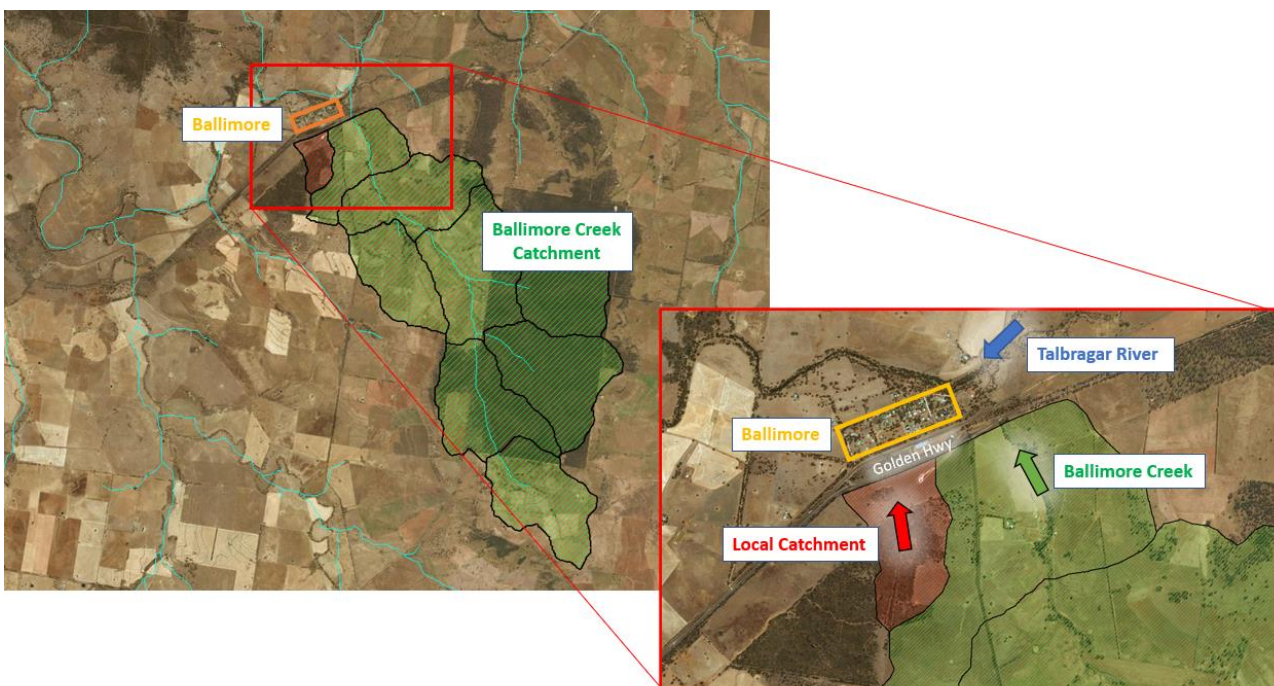 Ballimore
Ballimore Creek
Catchment
Talbragar River
Ballimore
Golden Hwy
Ballimore Creek
Local Catchment